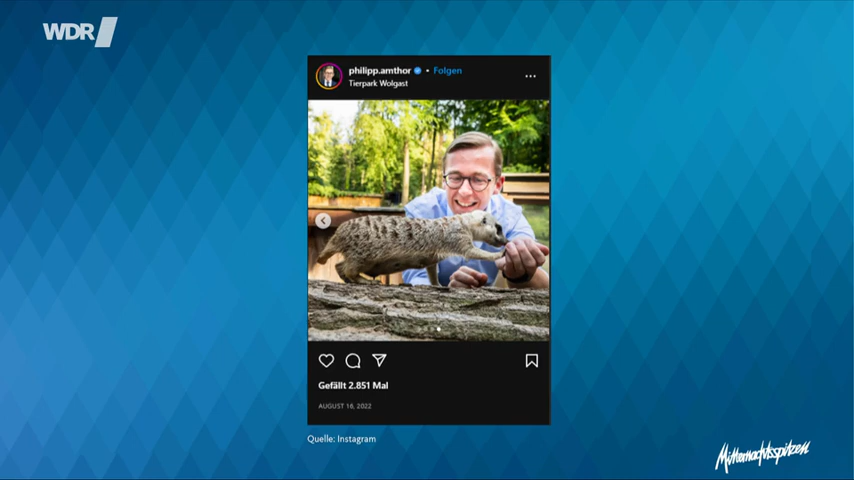 WDR
philipp.amthor • Folgen
Tierpark Wolgast
Gefällt 2.851 Mal
AUGUST 16, 2022
Quelle: Instagram
Mitternachtsspitzen